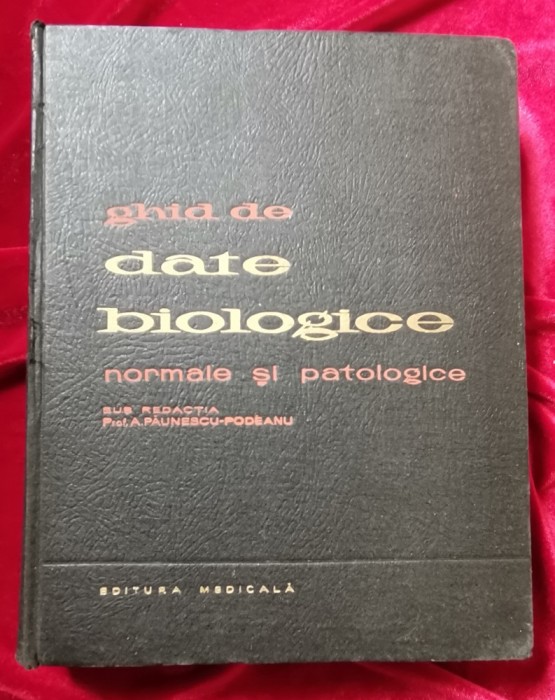 ghid de
date
biologice
normale și patologice
SUB REDACȚIA
Prof. A. PĂUNESCU-PODEANU
EDITURA MEDICALĂ